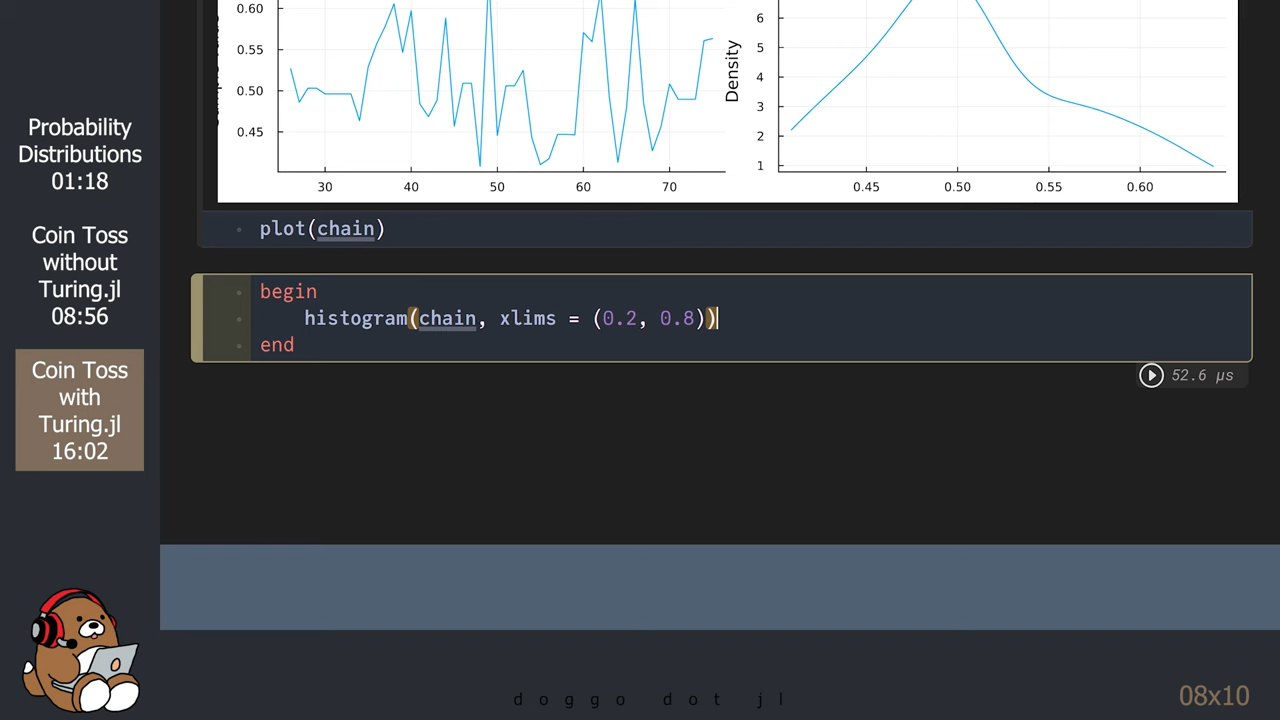 Probability
Distributions
01:18
Coin Toss
without
Turing.jl
08:56
Coin Toss
with
Turing.jl
16:02
0.60
0.55
0.50
0.45
30 40 50 60 70
Density
6
5
4
3
2
1
0.45 0.50 0.55 0.60
plot(chain)
begin
histogram(chain, xlims = (0.2, 0.8))
end
52.6 μs
doggo dot jl
08x10